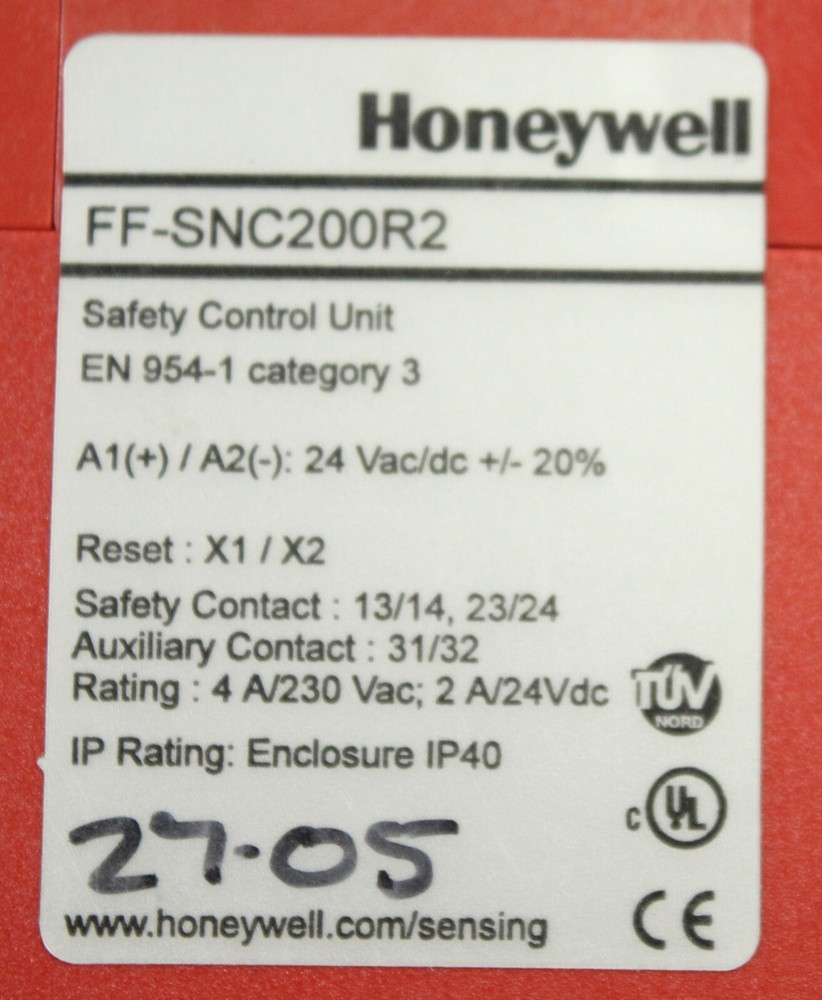 Honeywell
FF-SNC200R2
Safety Control Unit
EN 954-1 category 3
A1(+) / A2(-): 24 Vac/dc +/- 20%
Reset : X1 / X2
Safety Contact : 13/14, 23/24
Auxiliary Contact : 31/32
Rating : 4 A/230 Vac; 2 A/24Vdc
TÜV
NORD
IP Rating: Enclosure IP40
c UL
27-05
www.honeywell.com/sensing
CE